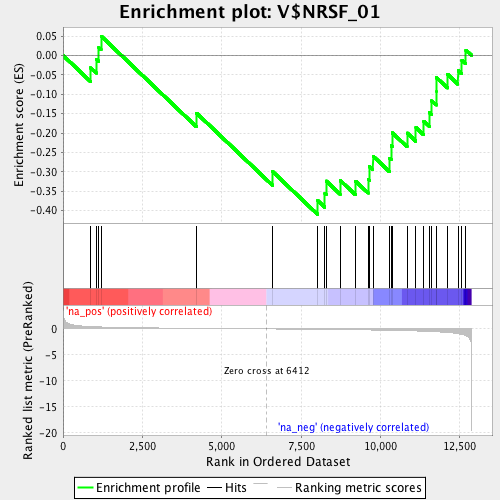 Enrichment plot: V$NRSF_01
Enrichment score (ES)
0.05
0.00
-0.05
-0.10
-0.15
-0.20
-0.25
-0.30
-0.35
-0.40
'na_pos' (positively correlated)
Ranked list metric (PreRanked)
0
-5
-10
-15
-20
Zero cross at 6412
'na_neg' (negatively correlated)
0
2,500
5,000
7,500
10,000
12,500
Rank in Ordered Dataset
Enrichment profile
Hits
Ranking metric scores